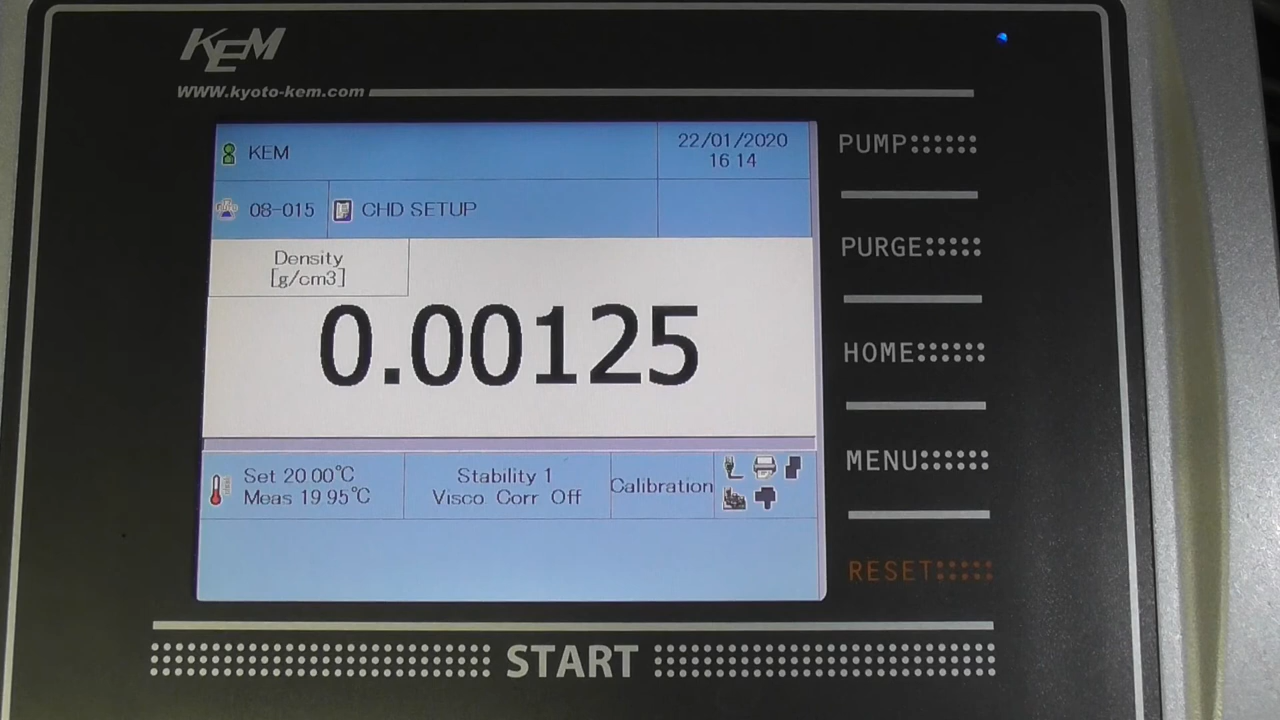 KEM
www.kyoto-kem.com
KEM
22/01/2020
16 14
08-015
CHD SETUP
Density
[g/cm3]
0.00125
Set 20 00℃
Meas 19 95℃
Stability 1
Visco Corr Off
Calibration
PUMP
PURGE
HOME
MENU
RESET
START